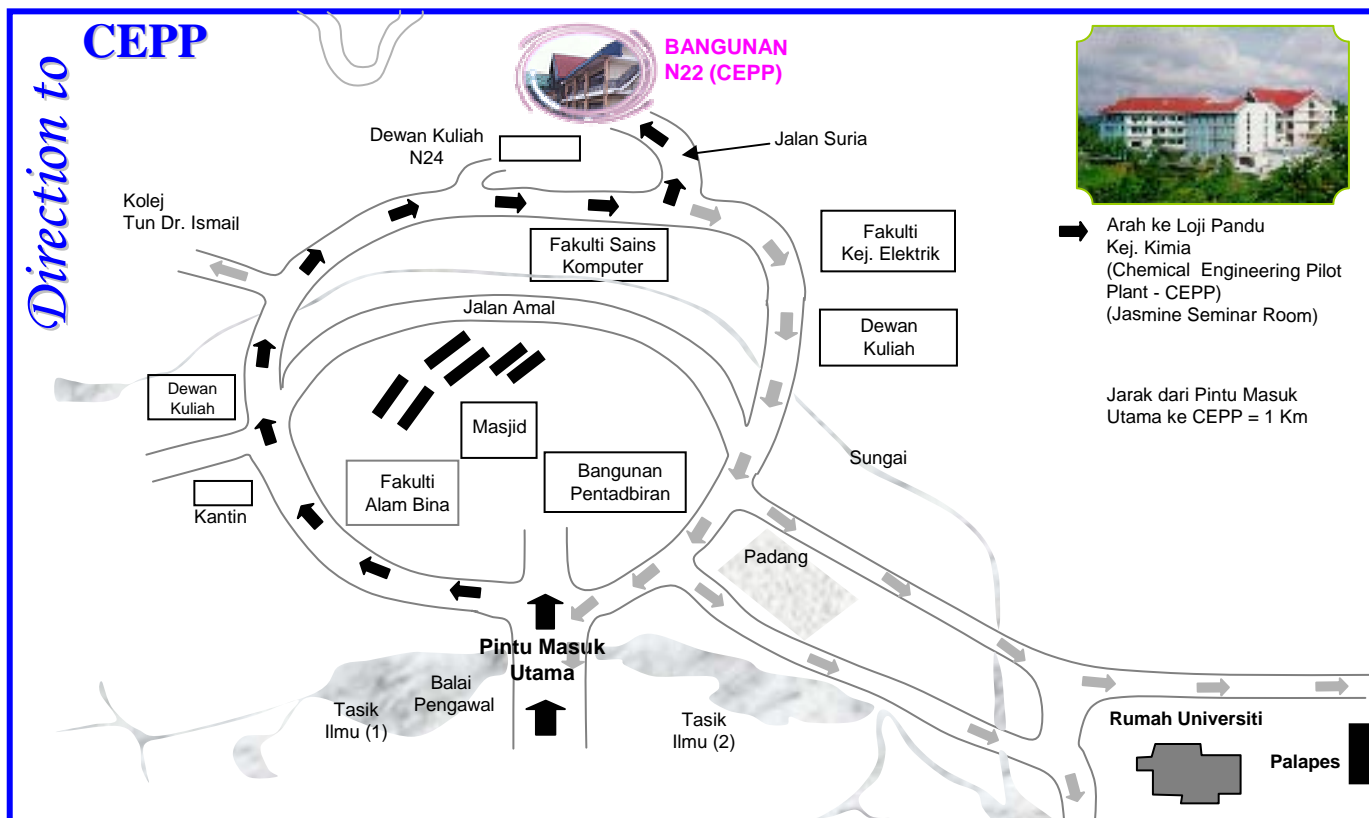 Direction to
CEPP
BANGUNAN
N22 (CEPP)
Dewan Kuliah
N24
Jalan Suria
Kolej
Tun Dr. Ismail
Fakulti Sains
Komputer
Fakulti
Kej. Elektrik
Arah ke Loji Pandu
Kej. Kimia
(Chemical Engineering Pilot
Plant - CEPP)
(Jasmine Seminar Room)
Jalan Amal
Dewan
Kuliah
Dewan
Kuliah
Jarak dari Pintu Masuk
Utama ke CEPP = 1 Km
Masjid
Sungai
Fakulti
Alam Bina
Bangunan
Pentadbiran
Kantin
Padang
Pintu Masuk
Utama
Balai
Pengawal
Tasik
Ilmu (1)
Tasik
Ilmu (2)
Rumah Universiti
Palapes